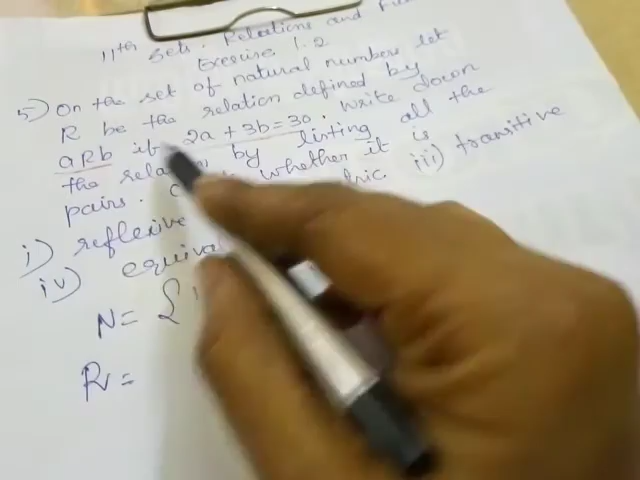 11th Sets. Relations and
Exercise 1.2
5) On the set of natural numbers let
R be the relation defined by
aRb if 2a + 3b = 30. Write down
the relation by listing all the
pairs. whether it is
i) reflexive iii) transitive
iv)
N = {
R =